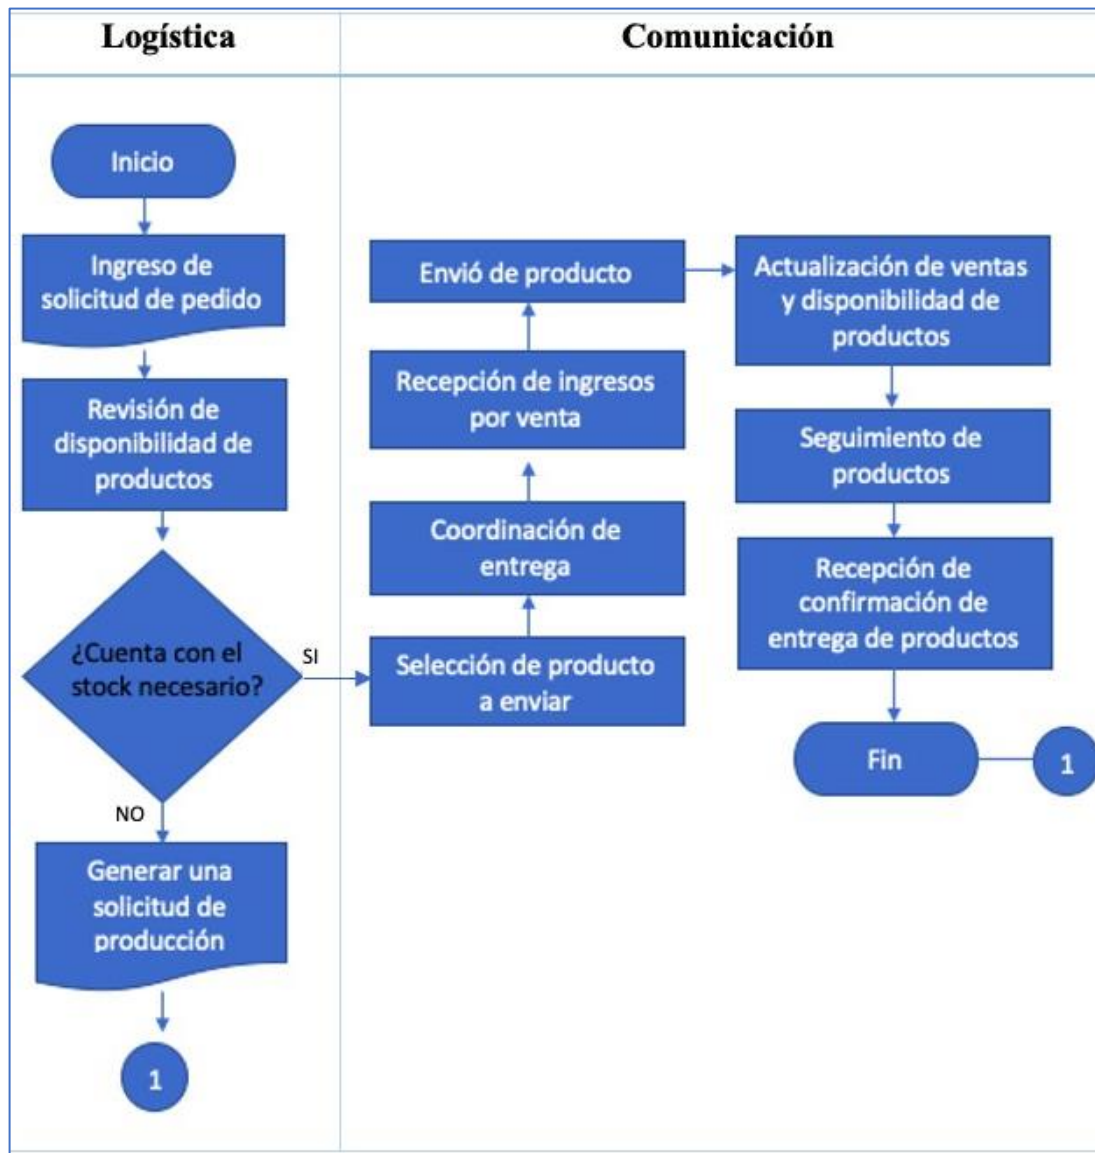 Logística
Comunicación
Inicio
Ingreso de
solicitud de pedido
Revisión de
disponibilidad de
productos
¿Cuenta con el
stock necesario?
SI
NO
Generar una
solicitud de
producción
1
Selección de producto
a enviar
Coordinación de
entrega
Recepción de ingresos
por venta
Envió de producto
Actualización de ventas
y disponibilidad de
productos
Seguimiento de
productos
Recepción de
confirmación de
entrega de productos
Fin
1